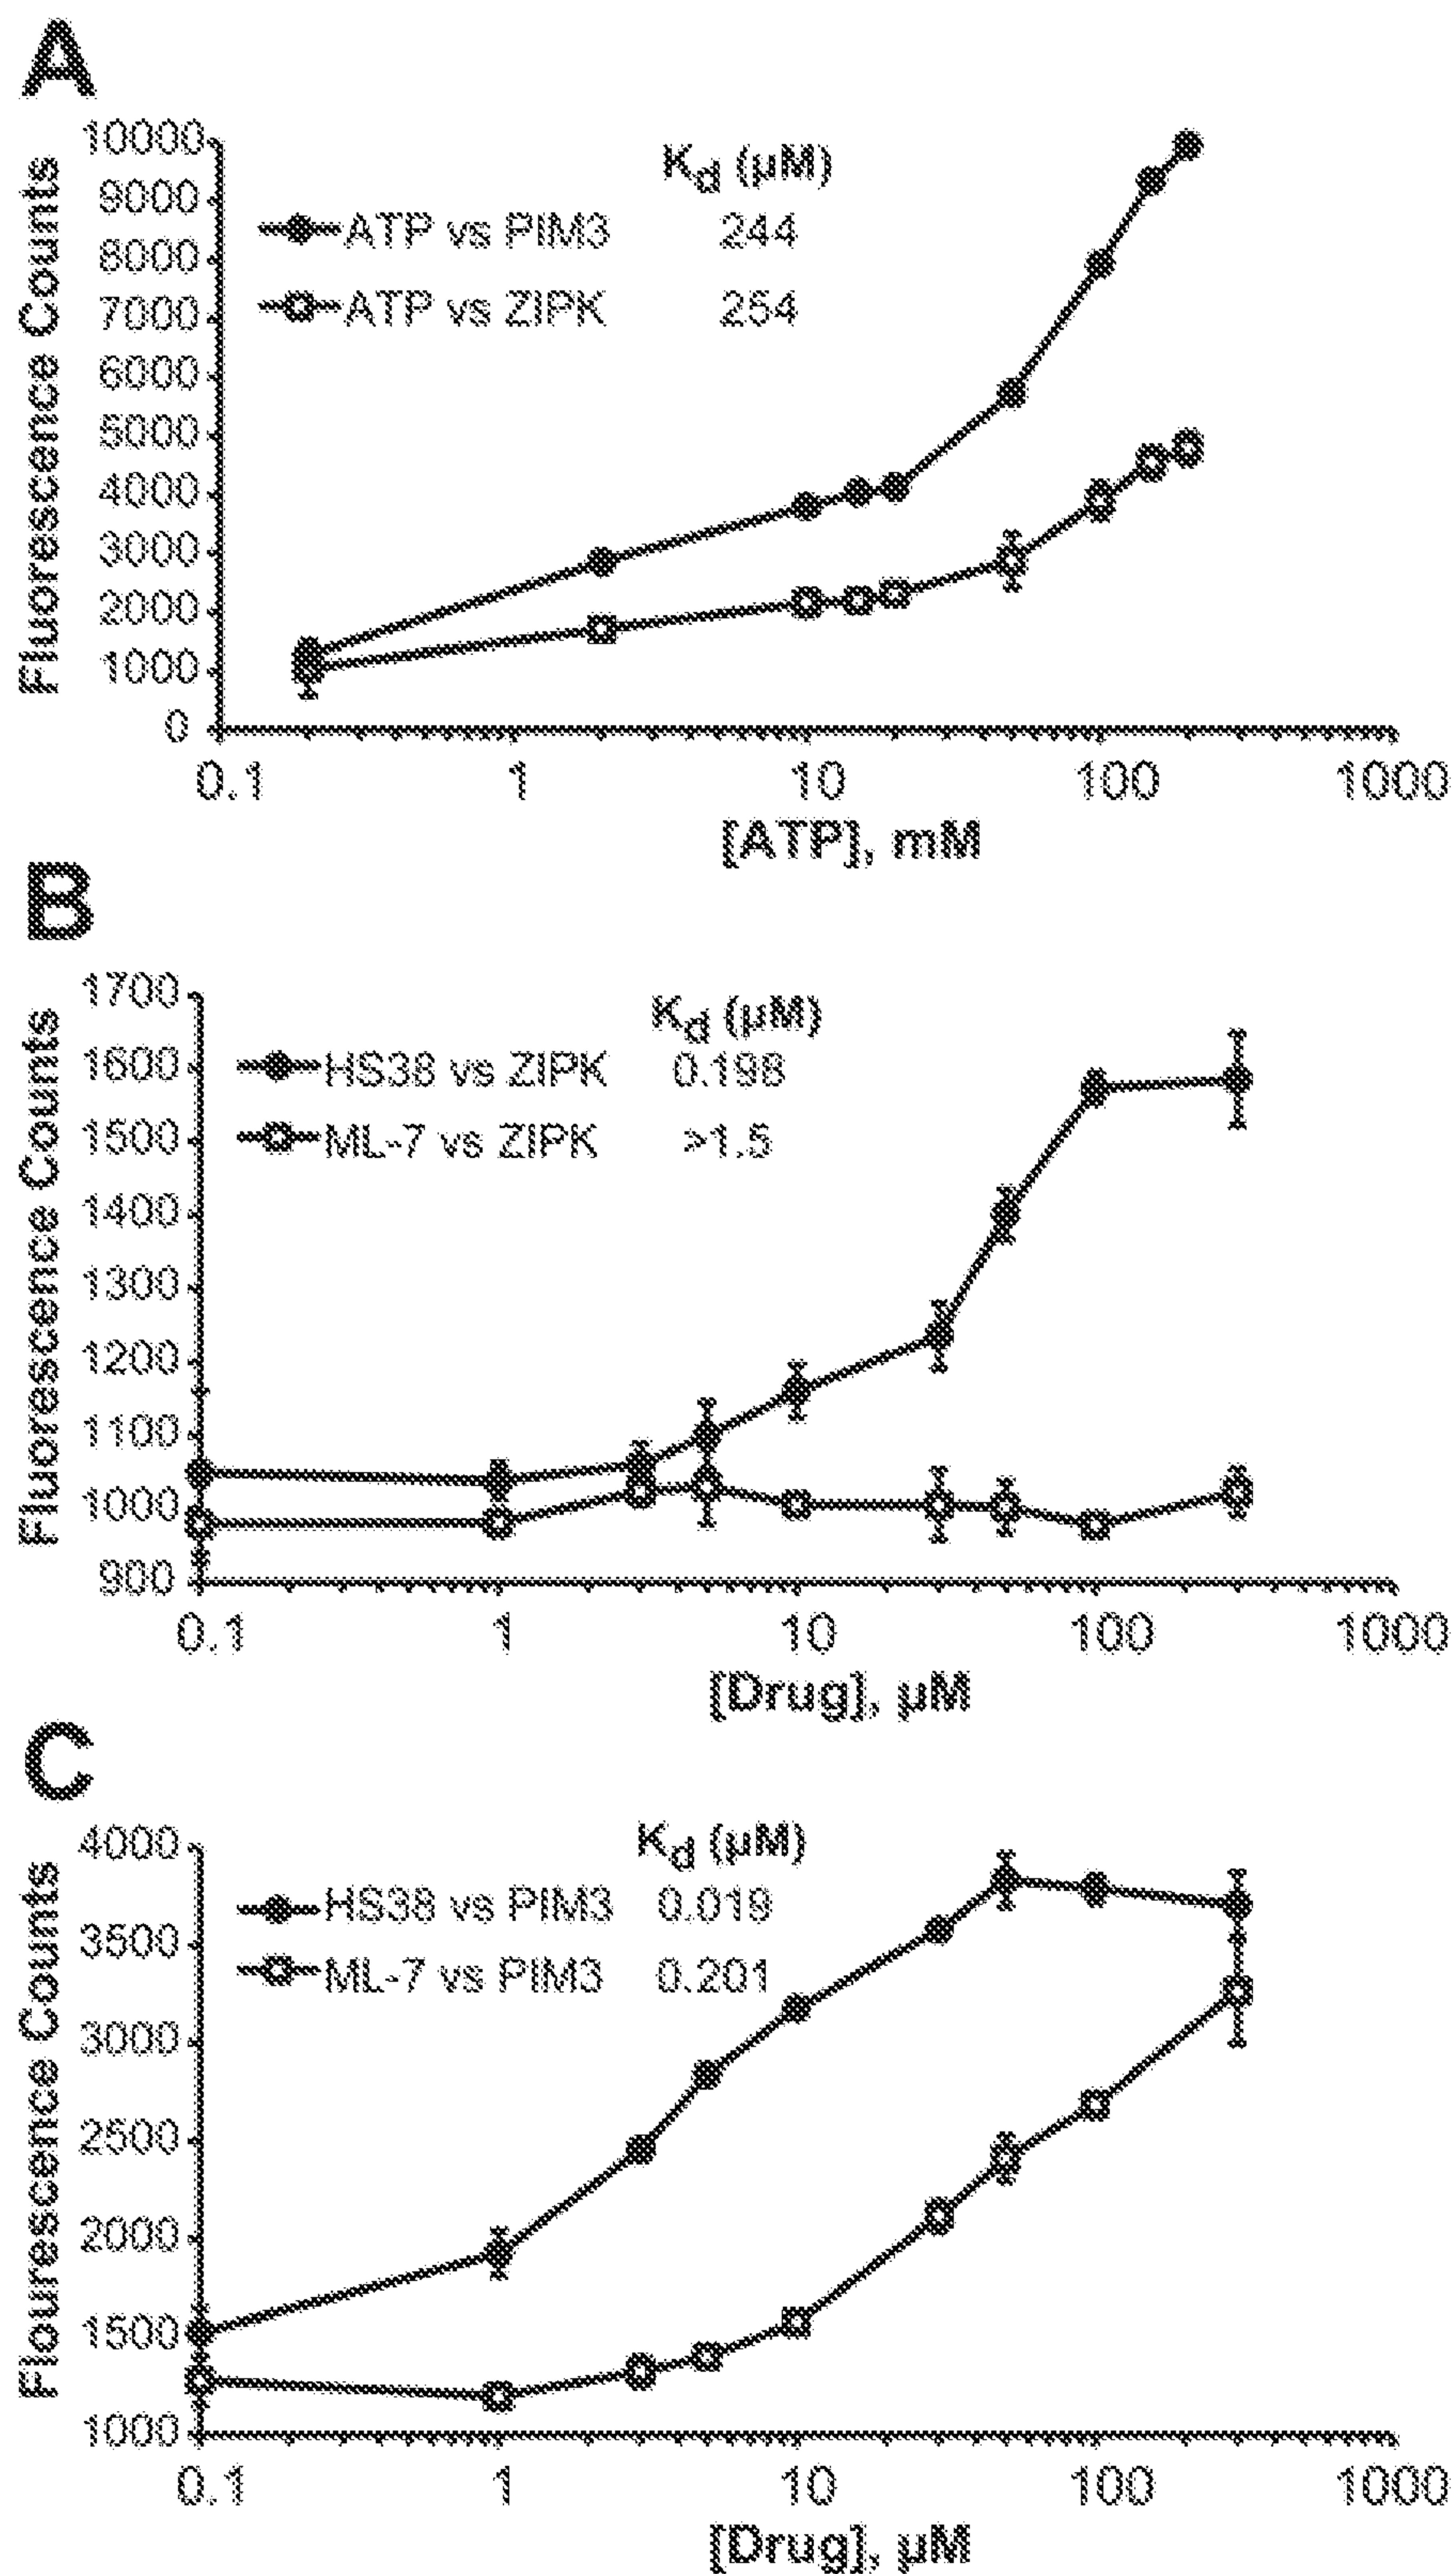 A
Fluorescence Counts
10000
9000
8000
7000
6000
5000
4000
3000
2000
1000
0
Kd (µM)
ATP vs PIM3 244
ATP vs ZIPK 254
0.1 1 10 100 1000
[ATP], mM
B
Fluorescence Counts
1700
1600
1500
1400
1300
1200
1100
1000
900
Kd (µM)
HS38 vs ZIPK 0.198
ML-7 vs ZIPK >1.5
0.1 1 10 100 1000
[Drug], µM
C
Flourescence Counts
4000
3500
3000
2500
2000
1500
1000
Kd (µM)
HS38 vs PIM3 0.019
ML-7 vs PIM3 0.201
0.1 1 10 100 1000
[Drug], µM